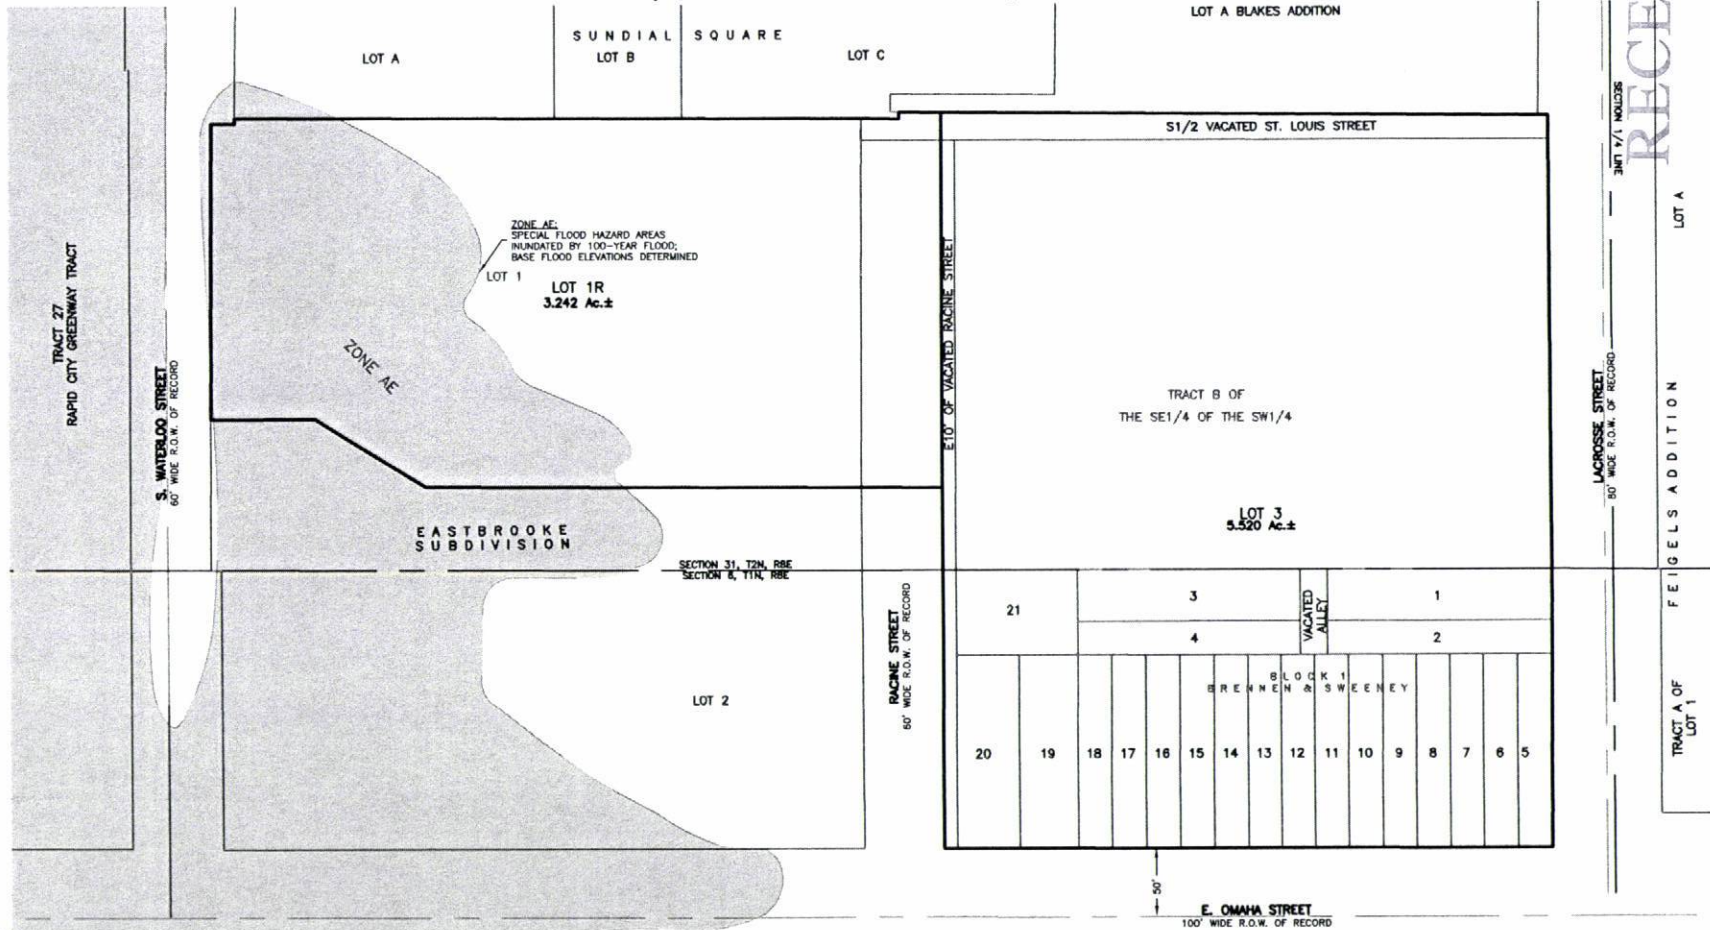 LOT A BLAKES ADDITION
SUNDIAL SQUARE
LOT A
LOT B
LOT C
SECTION 1/4 LINE
S1/2 VACATED ST. LOUIS STREET
LOT A
ZONE AE:
SPECIAL FLOOD HAZARD AREAS
INUNDATED BY 100-YEAR FLOOD;
BASE FLOOD ELEVATIONS DETERMINED
LOT 1
LOT 1R
3.242 Ac.±
TRACT 27
RAPID CITY GREENWAY TRACT
S. WATERLOO STREET
60' WIDE R.O.W. OF RECORD
ZONE AE
E10' OF VACATED RACINE STREET
TRACT B OF
THE SE1/4 OF THE SW1/4
LACROSSE STREET
80' WIDE R.O.W. OF RECORD
FEIGELS ADDITION
LOT 3
5.520 Ac.±
EASTBROOKE
SUBDIVISION
SECTION 31, T2N, R8E
SECTION 6, T1N, R8E
RACINE STREET
60' WIDE R.O.W. OF RECORD
21
3
VACATED
ALLEY
1
4
2
BLOCK 1
BRENNEN & SWEENEY
LOT 2
TRACT A OF
LOT 1
20 19 18 17 16 15 14 13 12 11 10 9 8 7 6 5
50'
E. OMAHA STREET
100' WIDE R.O.W. OF RECORD